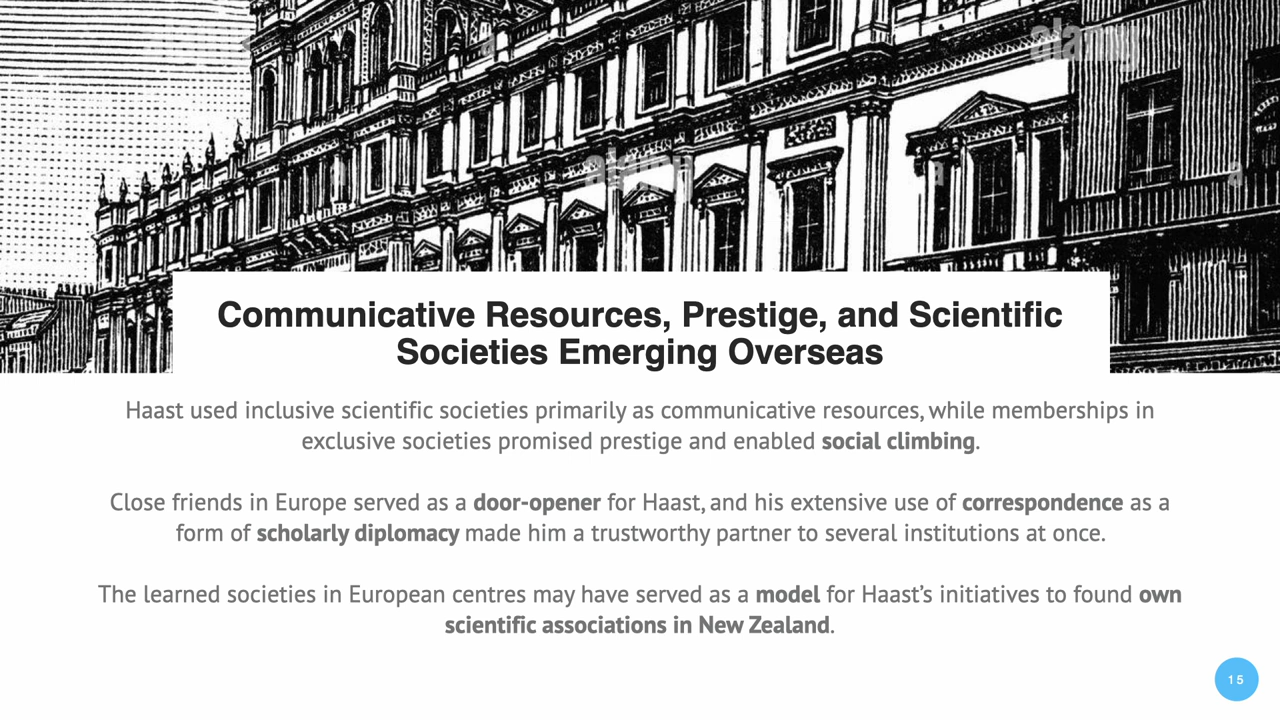 alamy
a
alamy
a
alamy
a
a
Communicative Resources, Prestige, and Scientific
Societies Emerging Overseas
Haast used inclusive scientific societies primarily as communicative resources, while memberships in
exclusive societies promised prestige and enabled social climbing.
Close friends in Europe served as a door-opener for Haast, and his extensive use of correspondence as a
form of scholarly diplomacy made him a trustworthy partner to several institutions at once.
The learned societies in European centres may have served as a model for Haast’s initiatives to found own
scientific associations in New Zealand.
15